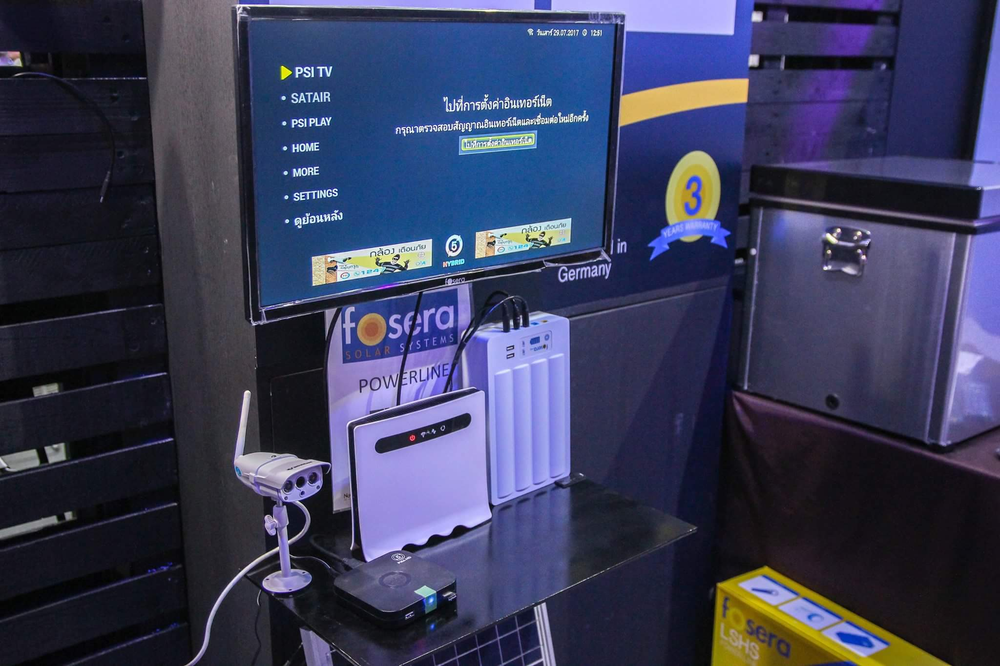 วันเสาร์ 29.07.2017 12:51
PSI TV
SATAIR
PSI PLAY
HOME
MORE
SETTINGS
ดูย้อนหลัง
ไปที่การตั้งค่าอินเทอร์เน็ต
กรุณาตรวจสอบสัญญาณอินเทอร์เน็ตและเชื่อมต่อใหม่อีกครั้ง
ไปที่การตั้งค่าอินเทอร์เน็ต
กล้อง เตือนภัย
PSI 124
5
HYBRID
กล้อง เตือนภัย
124
fosera
3
YEARS WARRANTY
in
Germany
fosera
SOLAR SYSTEMS
POWERLINE
fosera
5
FULL HD
fosera
LSHS